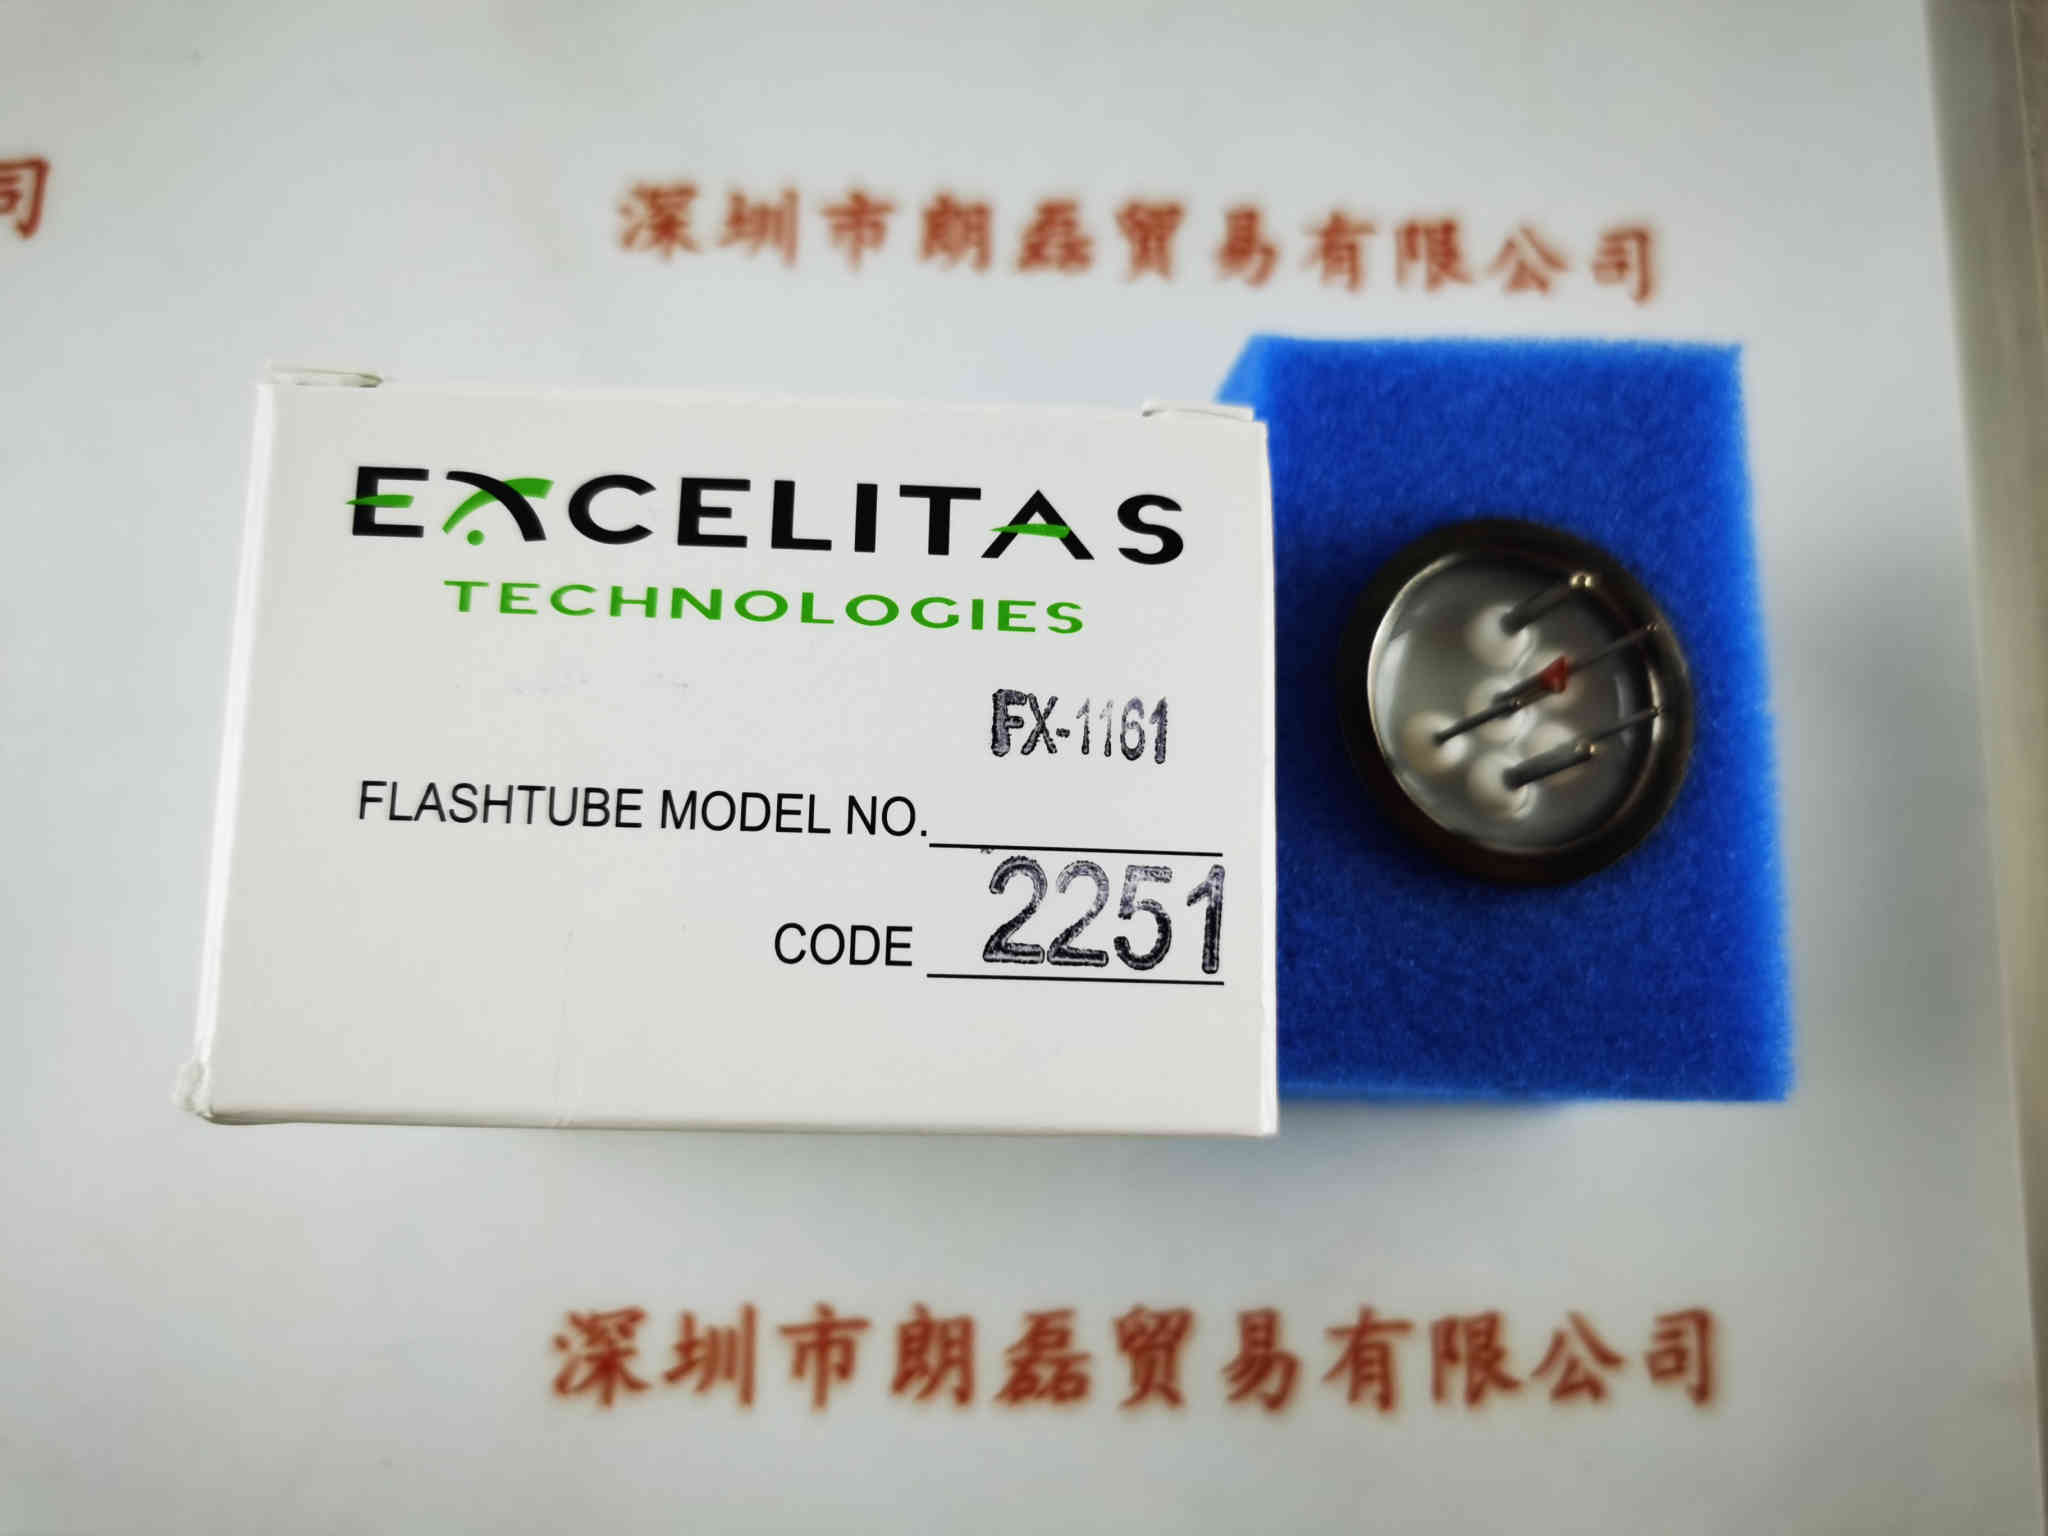 司
深圳市朗磊贸易有限公司
EXCELITAS
TECHNOLOGIES
FX-1161
FLASHTUBE MODEL NO.
2251
CODE
深圳市朗磊贸易有限公司